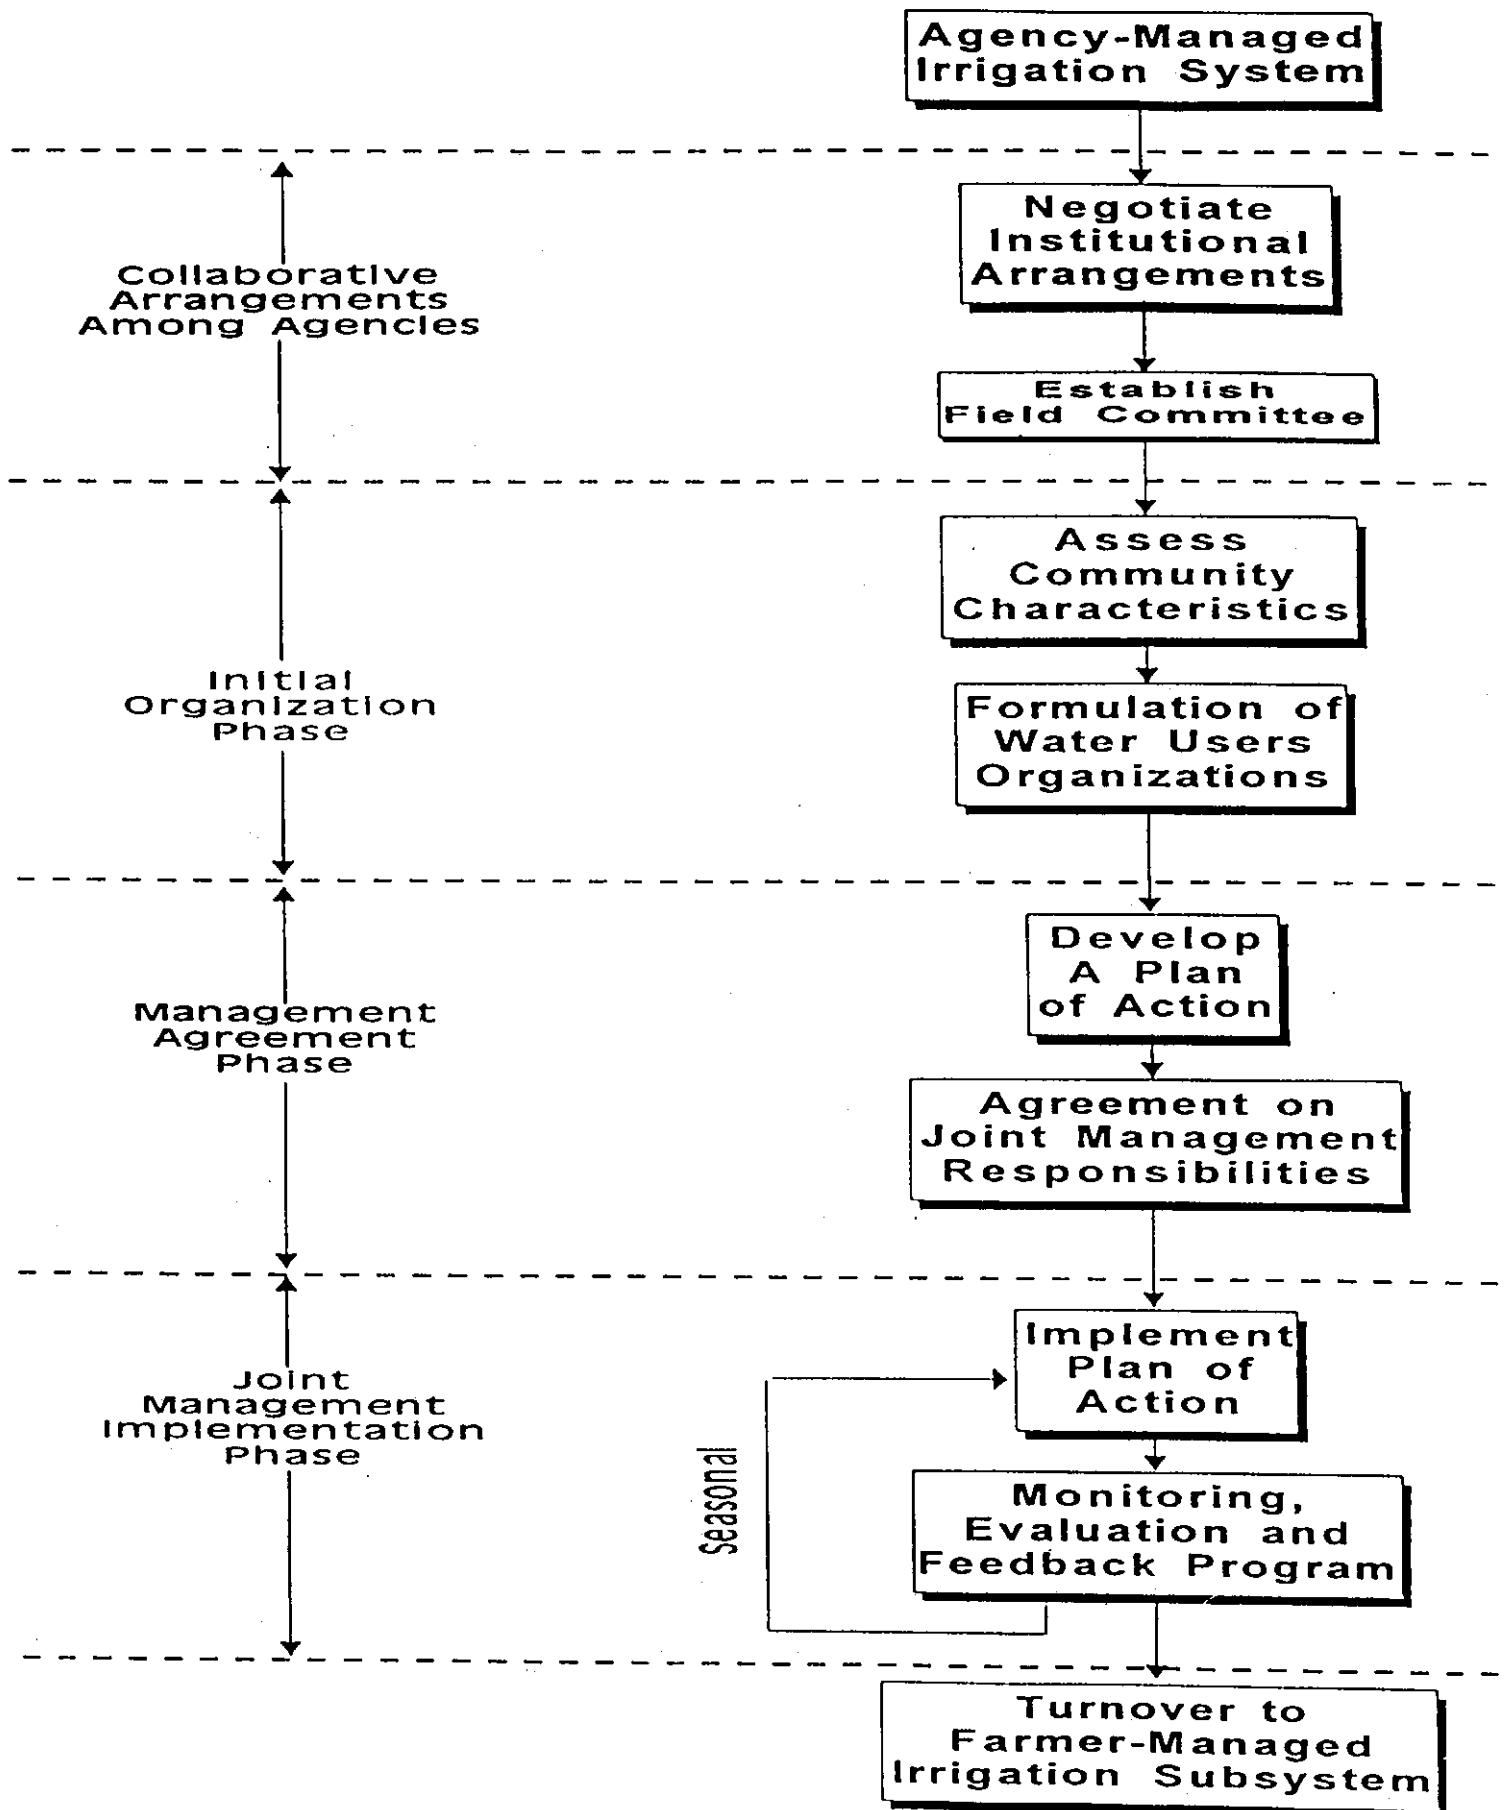 Agency-Managed
Irrigation System
Negotiate
Institutional
Arrangements
Collaborative
Arrangements
Among Agencies
Establish
Field Committee
Assess
Community
Characteristics
Initial
Organization
Phase
Formulation of
Water Users
Organizations
Develop
A Plan
of Action
Management
Agreement
Phase
Agreement on
Joint Management
Responsibilities
Implement
Plan of
Action
Joint
Management
Implementation
Phase
Seasonal
Monitoring,
Evaluation and
Feedback Program
Turnover to
Farmer-Managed
Irrigation Subsystem